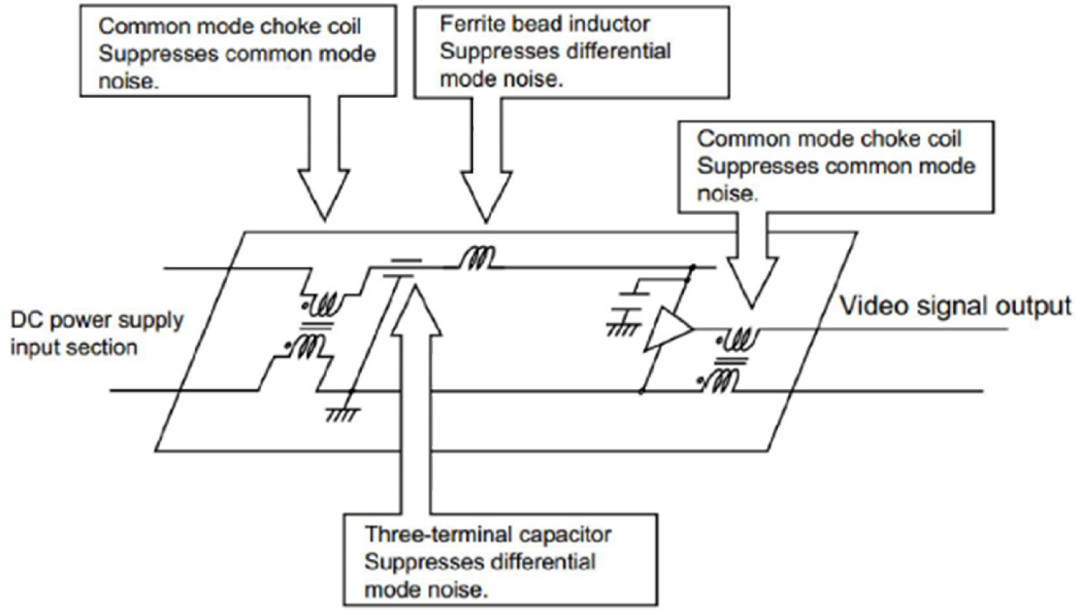 Common mode choke coil
Suppresses common mode
noise.
Ferrite bead inductor
Suppresses differential
mode noise.
Common mode choke coil
Suppresses common mode
noise.
DC power supply
input section
Video signal output
Three-terminal capacitor
Suppresses differential
mode noise.